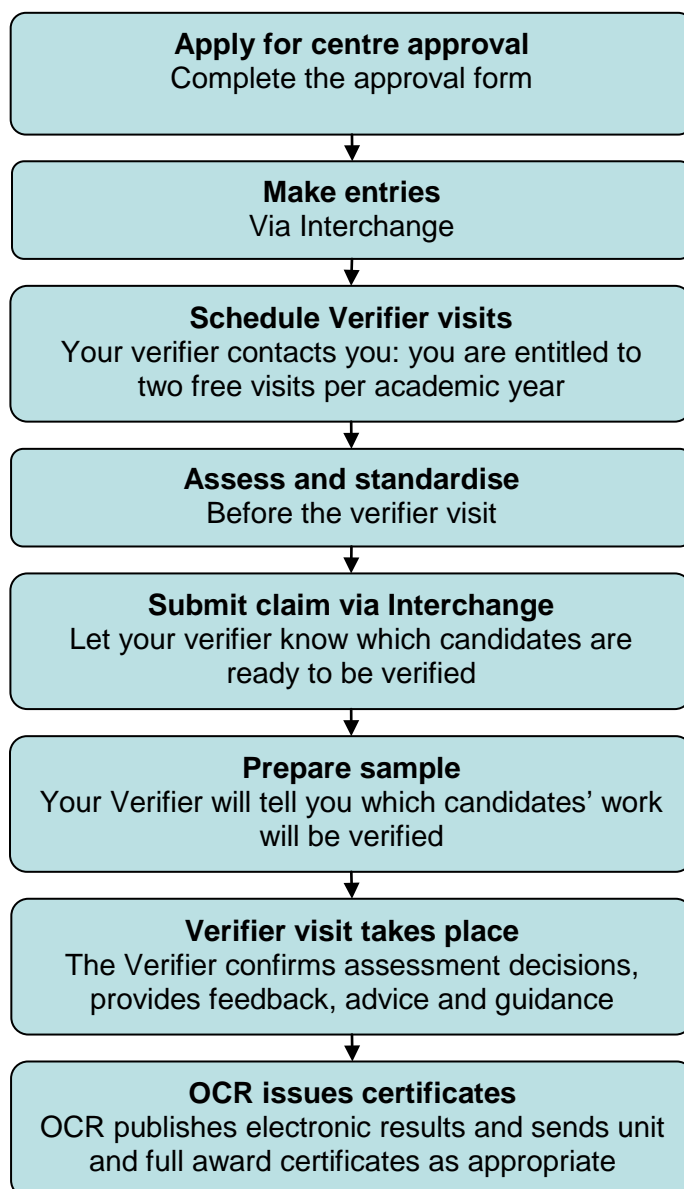 Apply for centre approval
Complete the approval form
Make entries
Via Interchange
Schedule Verifier visits
Your verifier contacts you: you are entitled to
two free visits per academic year
Assess and standardise
Before the verifier visit
Submit claim via Interchange
Let your verifier know which candidates are
ready to be verified
Prepare sample
Your Verifier will tell you which candidates’ work
will be verified
Verifier visit takes place
The Verifier confirms assessment decisions,
provides feedback, advice and guidance
OCR issues certificates
OCR publishes electronic results and sends unit
and full award certificates as appropriate